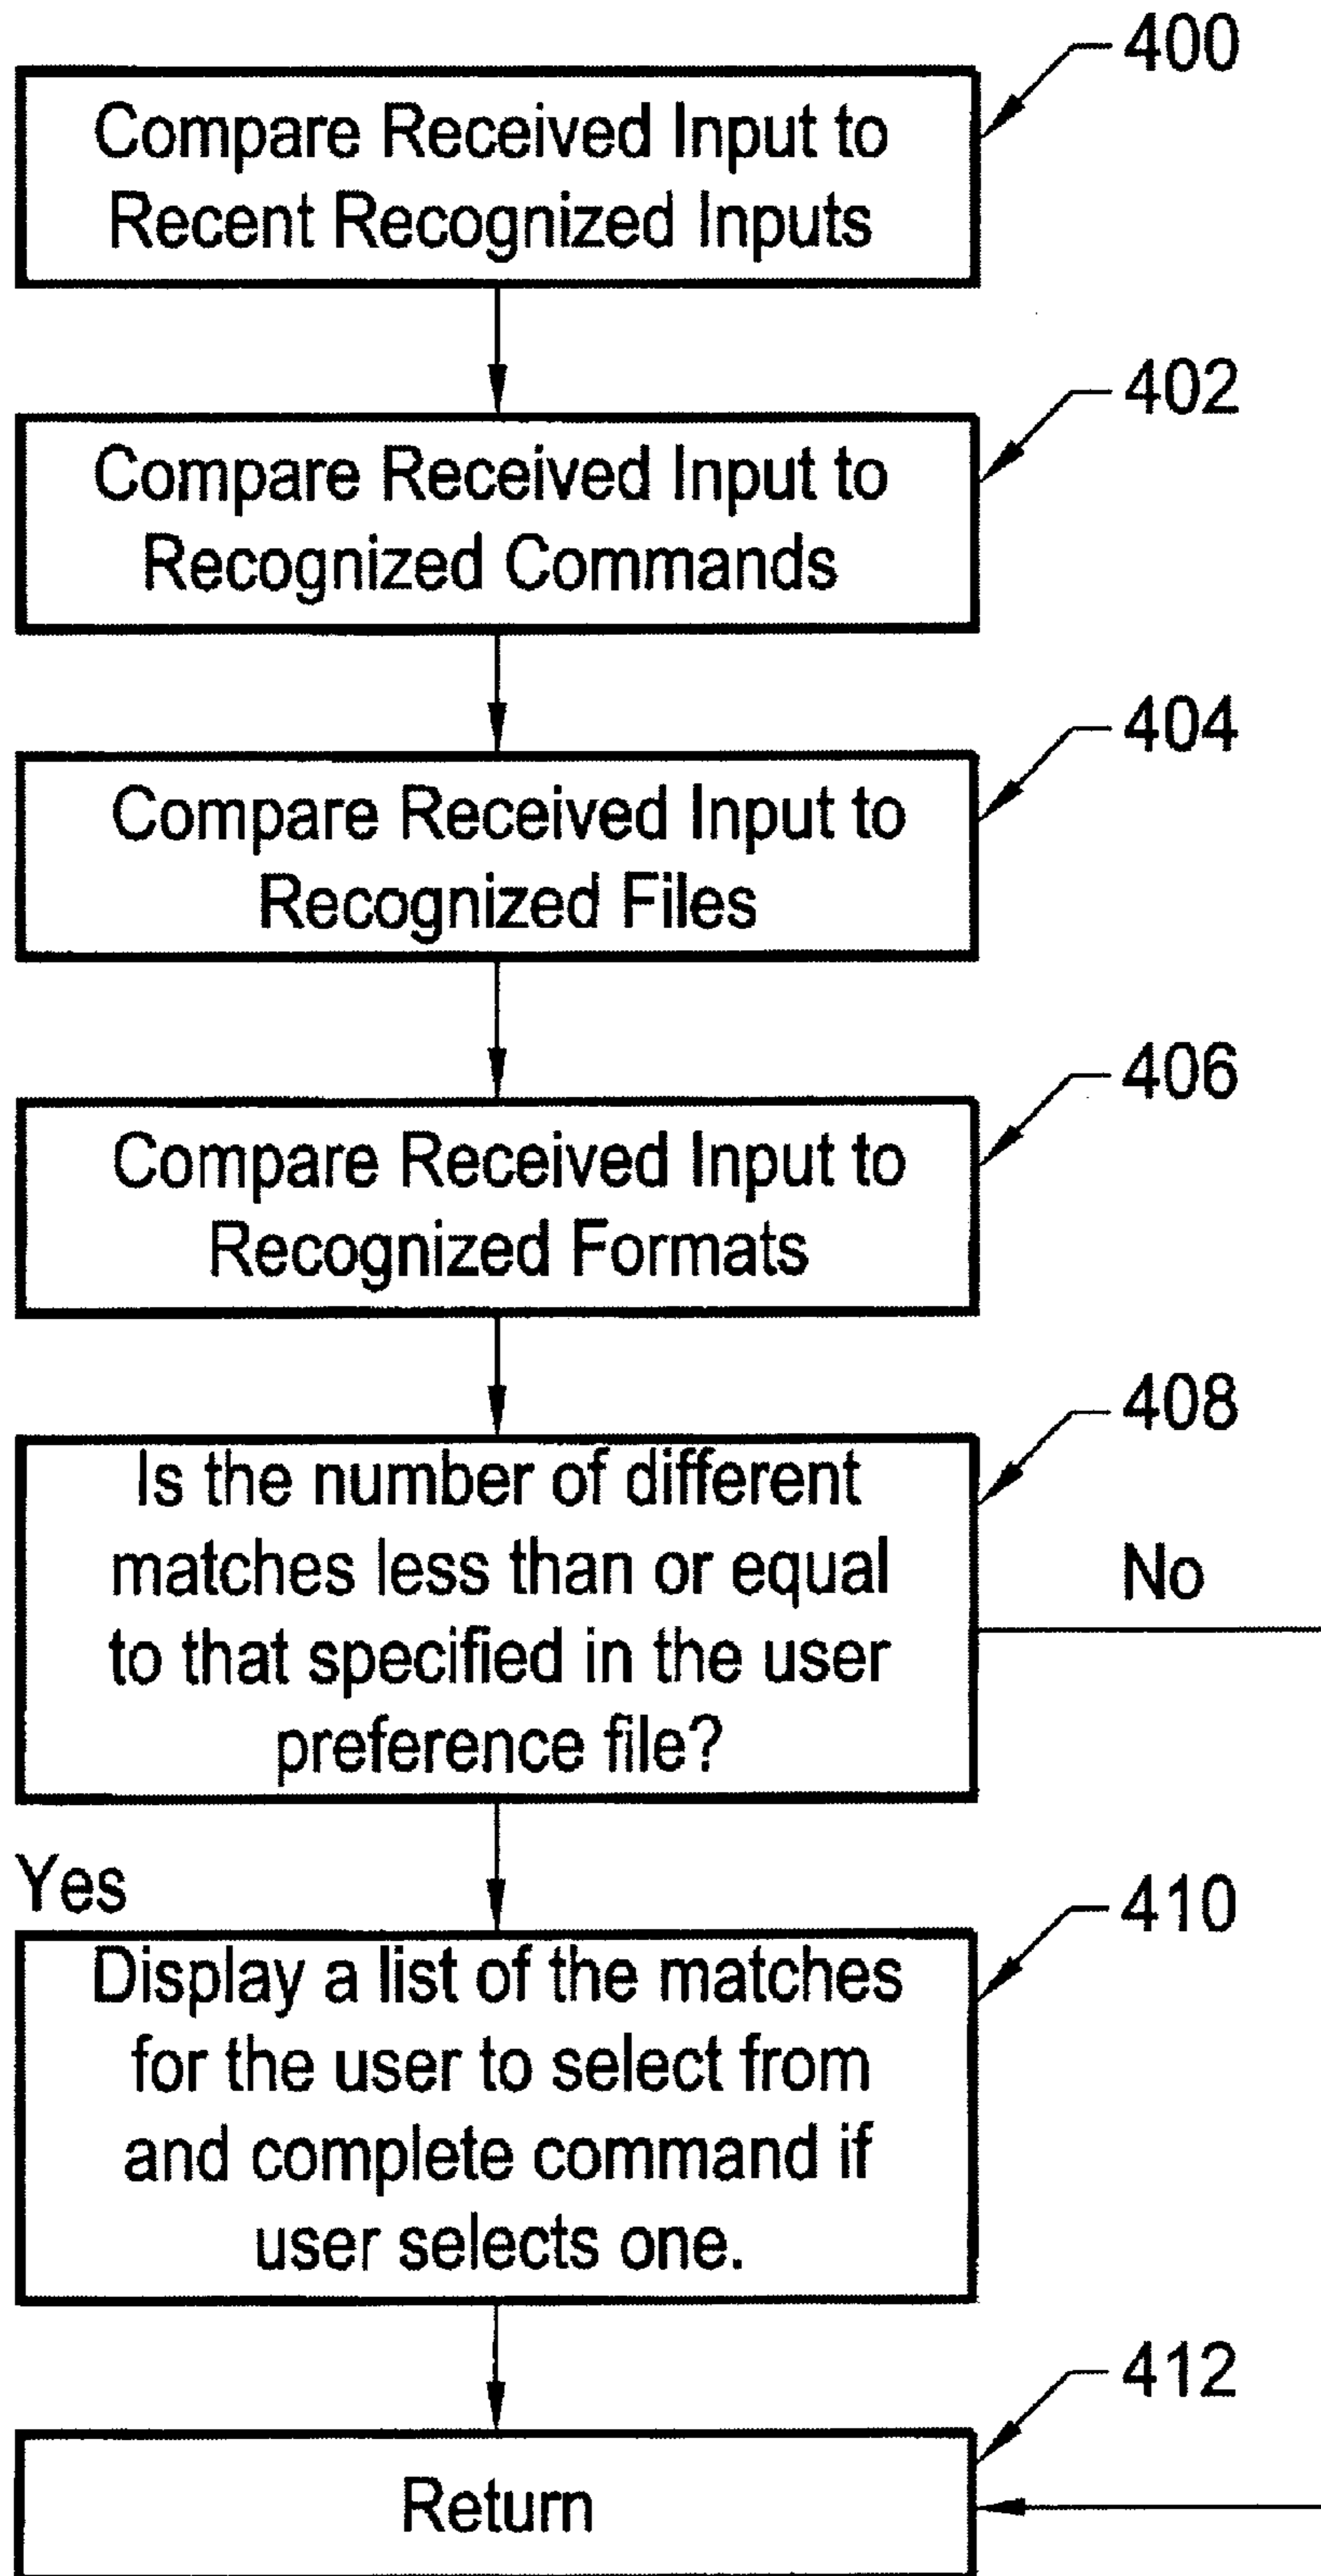 400
Compare Received Input to
Recent Recognized Inputs
402
Compare Received Input to
Recognized Commands
404
Compare Received Input to
Recognized Files
406
Compare Received Input to
Recognized Formats
408
Is the number of different
matches less than or equal
to that specified in the user
preference file?
No
Yes
410
Display a list of the matches
for the user to select from
and complete command if
user selects one.
412
Return